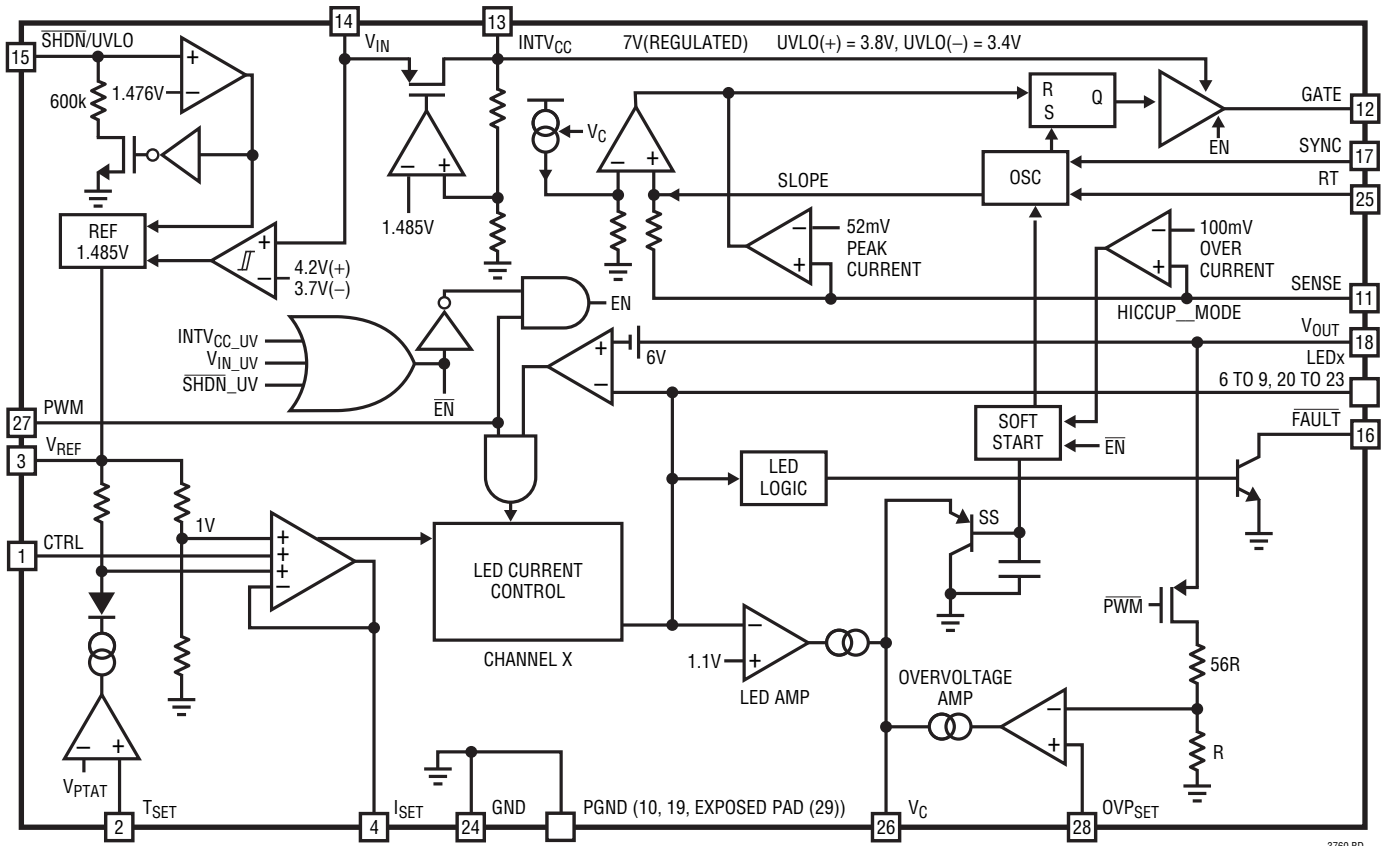 14
13
15
SHDN/UVLO
VIN
INTVCC
7V(REGULATED)
UVLO(+) = 3.8V, UVLO(−) = 3.4V
+
−
1.476V
600k
VC
R
S
Q
GATE
12
EN
SYNC
17
OSC
RT
25
−
+
1.485V
−
+
SLOPE
REF
1.485V
+
−
4.2V(+)
3.7V(−)
−
+
52mV
PEAK
CURRENT
−
+
100mV
OVER
CURRENT
SENSE
11
HICCUP__MODE
EN
VOUT
18
INTVCC_UV
VIN_UV
SHDN_UV
EN
+
−
6V
LEDx
6 TO 9, 20 TO 23
27
PWM
SOFT
START
EN
FAULT
16
3
VREF
LED
LOGIC
1V
SS
1
CTRL
+
+
+
−
LED CURRENT
CONTROL
CHANNEL X
PWM
56R
−
+
1.1V
LED AMP
OVERVOLTAGE
AMP
−
+
R
−
+
VPTAT
2
TSET
4
ISET
24
GND
PGND (10, 19, EXPOSED PAD (29))
26
VC
28
OVPSET
3760 BD